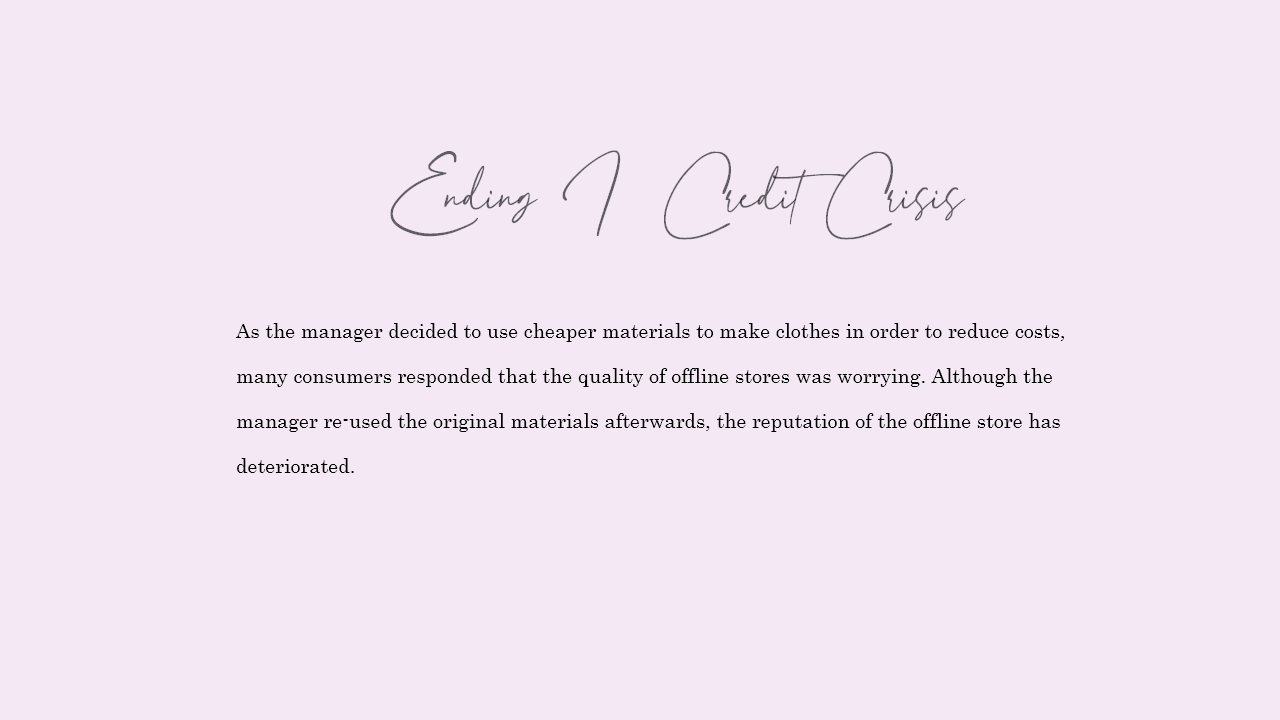 Ending I Credit Crisis
As the manager decided to use cheaper materials to make clothes in order to reduce costs,
many consumers responded that the quality of offline stores was worrying. Although the
manager re-used the original materials afterwards, the reputation of the offline store has
deteriorated.